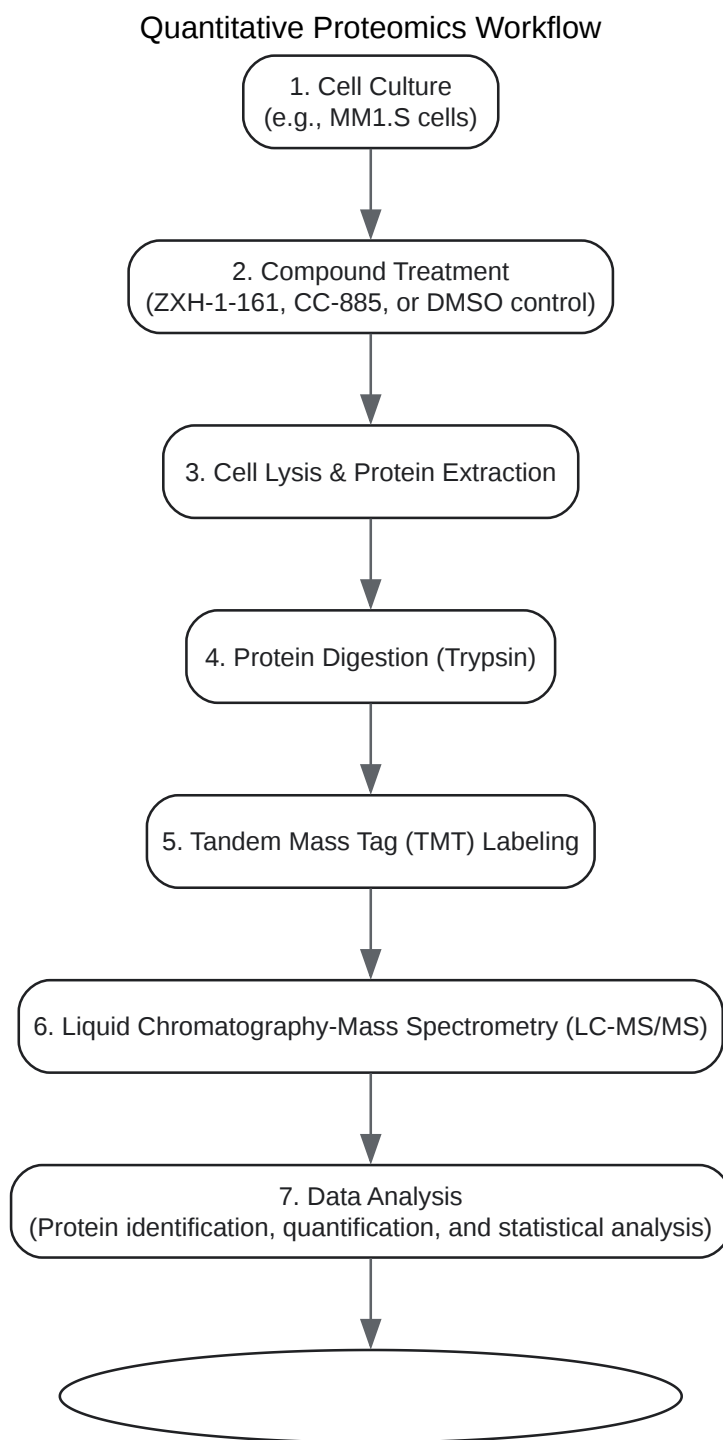 Quantitative Proteomics Workflow
1. Cell Culture
(e.g., MM1.S cells)
2. Compound Treatment
(ZXH-1-161, CC-885, or DMSO control)
3. Cell Lysis & Protein Extraction
4. Protein Digestion (Trypsin)
5. Tandem Mass Tag (TMT) Labeling
6. Liquid Chromatography-Mass Spectrometry (LC-MS/MS)
7. Data Analysis
(Protein identification, quantification, and statistical analysis)